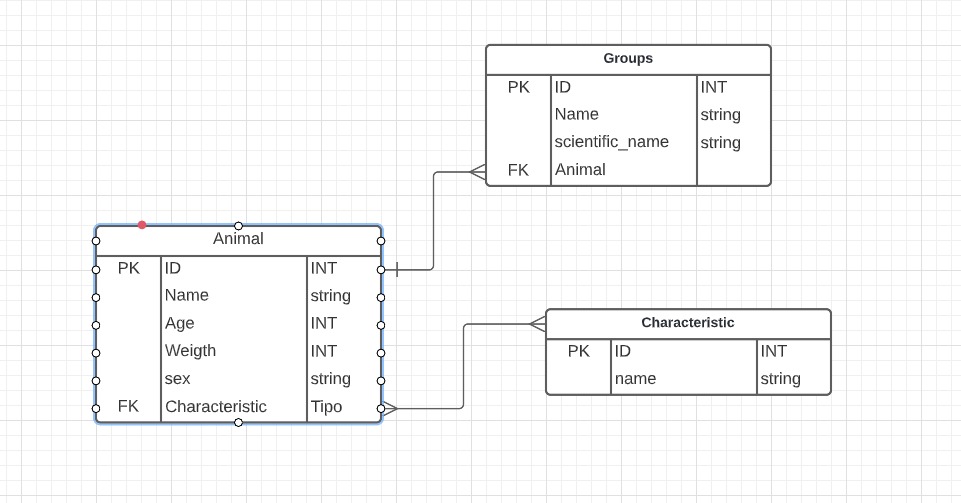 Groups
PK ID INT
Name string
scientific_name string
FK Animal
Animal
PK ID INT
Name string
Age INT
Weigth INT
sex string
FK Characteristic Tipo
Characteristic
PK ID INT
name string